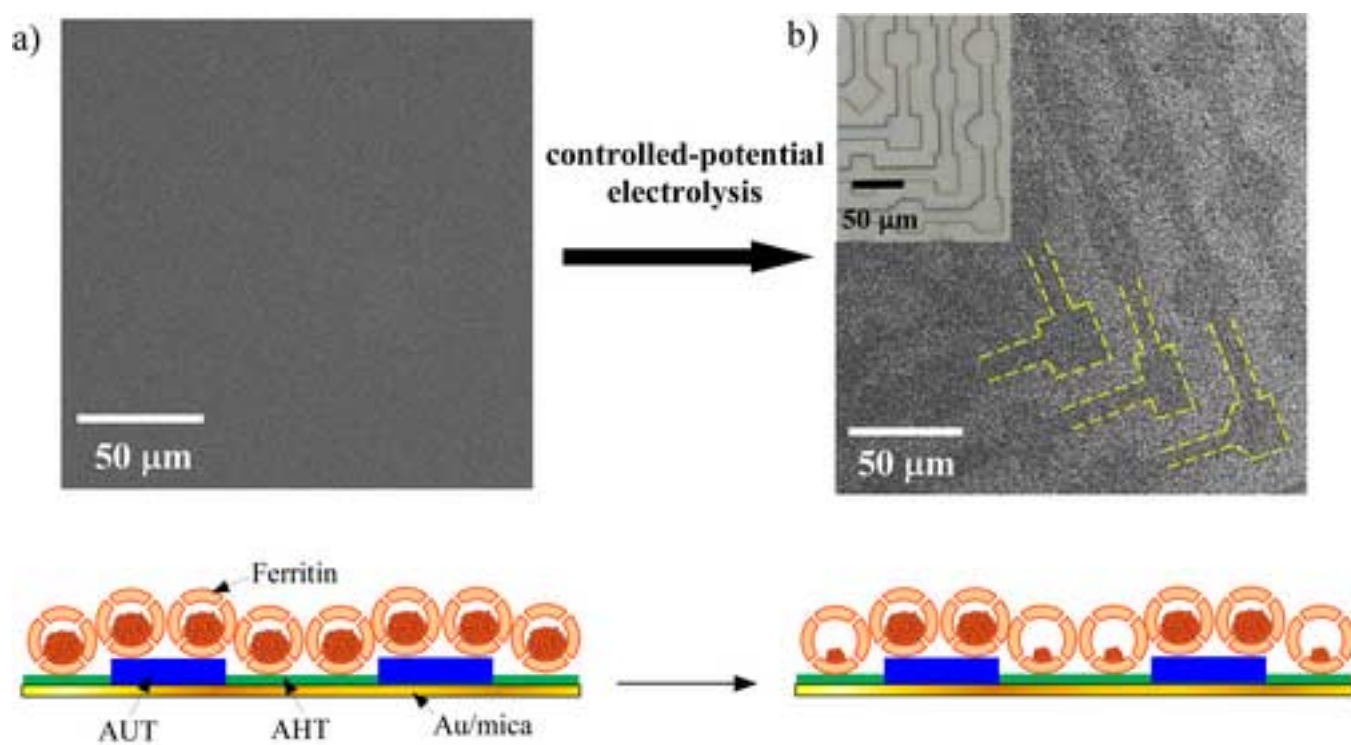 a)
b)
controlled-potential
electrolysis
50 μm
50 μm
50 μm
Ferritin
AUT
AHT
Au/mica